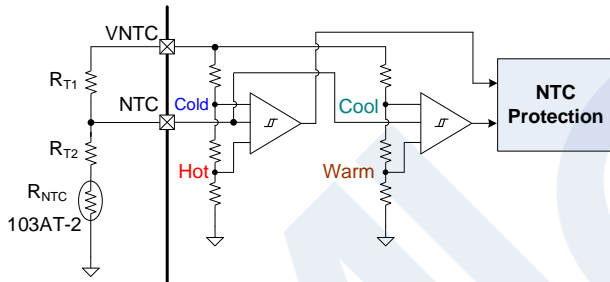 VNTC
RT1
NTC
Cold
Cool
NTC
Protection
RT2
Hot
Warm
RNTC
103AT-2